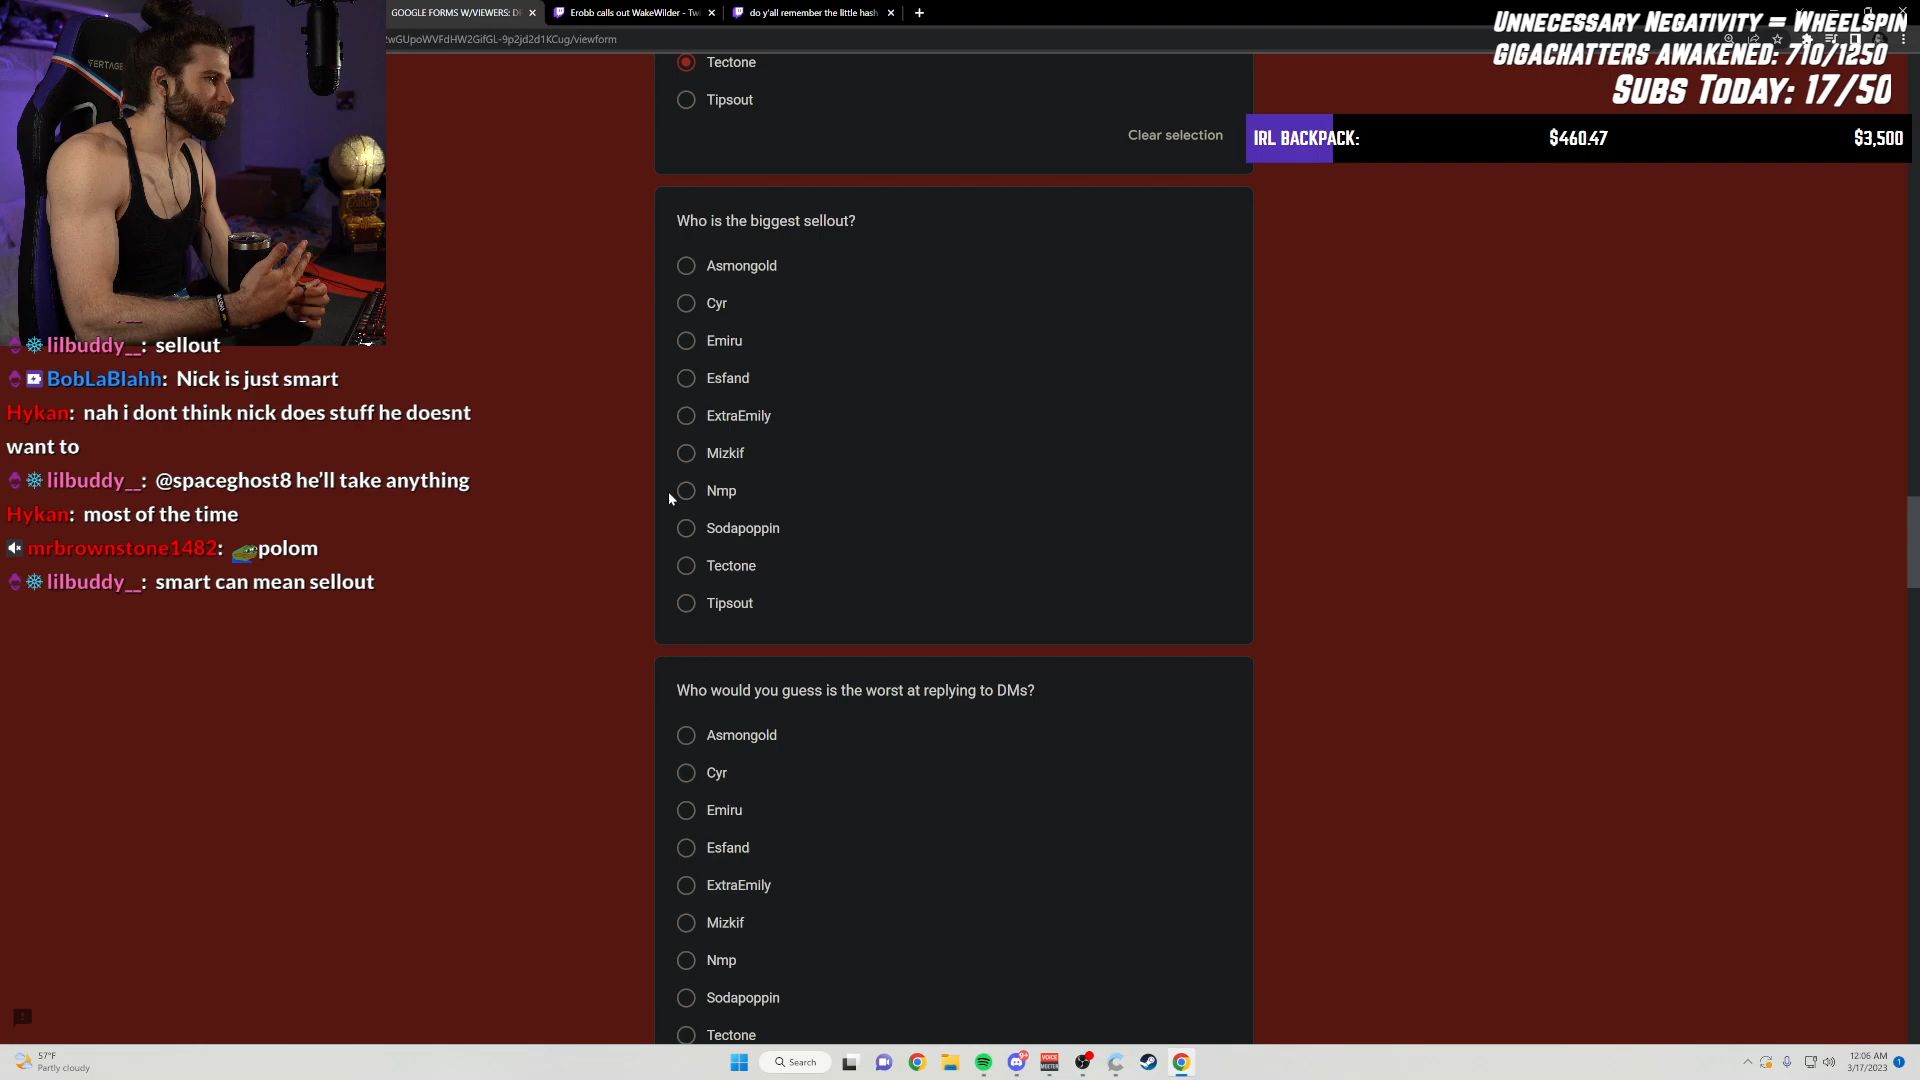 GOOGLE FORMS W/VIEWERS: DF
Erobb calls out WakeWilder - Twi
do y'all remember the little hash
wGUpoWVFdHW2GifGL-9p2jd2d1KCug/viewform
UNNECESSARY NEGATIVITY = WHEELSPIN
GIGACHATTERS AWAKENED: 710/1250
SUBS TODAY: 17/50
IRL BACKPACK: $460.47 $3,500
VERTAGE
Tectone
Tipsout
Clear selection
Who is the biggest sellout?
Asmongold
Cyr
Emiru
Esfand
ExtraEmily
Mizkif
Nmp
Sodapoppin
Tectone
Tipsout
Who would you guess is the worst at replying to DMs?
Asmongold
Cyr
Emiru
Esfand
ExtraEmily
Mizkif
Nmp
Sodapoppin
Tectone
lilbuddy__: sellout
BobLaBlahh: Nick is just smart
Hykan: nah i dont think nick does stuff he doesnt
want to
lilbuddy__: @spaceghost8 he'll take anything
Hykan: most of the time
mrbrownstone1482: polom
lilbuddy__: smart can mean sellout
57°F
Partly cloudy
Search
12:06 AM
3/17/2023